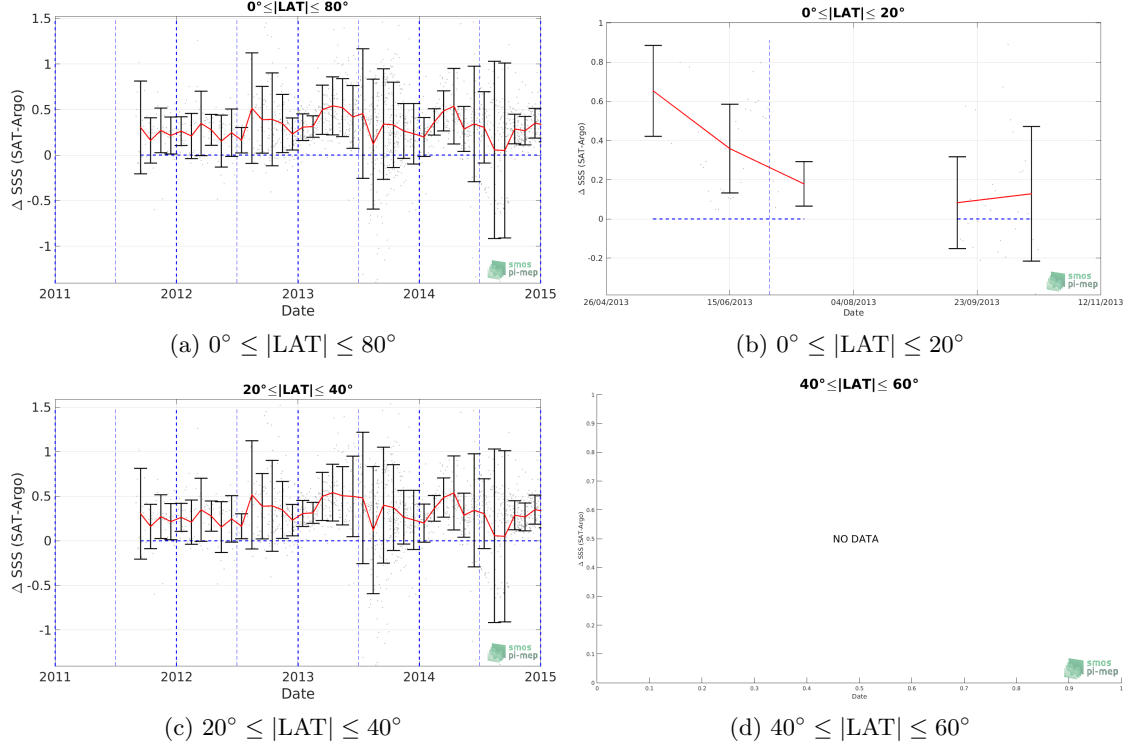 0°≤|LAT|≤ 80°
1.5
1
0.5
0
-0.5
-1
Δ SSS (SAT-Argo)
2011 2012 2013 2014 2015
Date
smos
pi-mep
(a) 0° ≤ |LAT| ≤ 80°
0°≤|LAT|≤ 20°
1
0.8
0.6
0.4
0.2
0
-0.2
Δ SSS (SAT-Argo)
26/04/2013 15/06/2013 04/08/2013 23/09/2013 12/11/2013
Date
smos
pi-mep
(b) 0° ≤ |LAT| ≤ 20°
20°≤|LAT|≤ 40°
1.5
1
0.5
0
-0.5
-1
Δ SSS (SAT-Argo)
2011 2012 2013 2014 2015
Date
smos
pi-mep
(c) 20° ≤ |LAT| ≤ 40°
40°≤|LAT|≤ 60°
1
0.9
0.8
0.7
0.6
0.5
0.4
0.3
0.2
0.1
0
Δ SSS (SAT-Argo)
NO DATA
0 0.1 0.2 0.3 0.4 0.5 0.6 0.7 0.8 0.9 1
Date
smos
pi-mep
(d) 40° ≤ |LAT| ≤ 60°